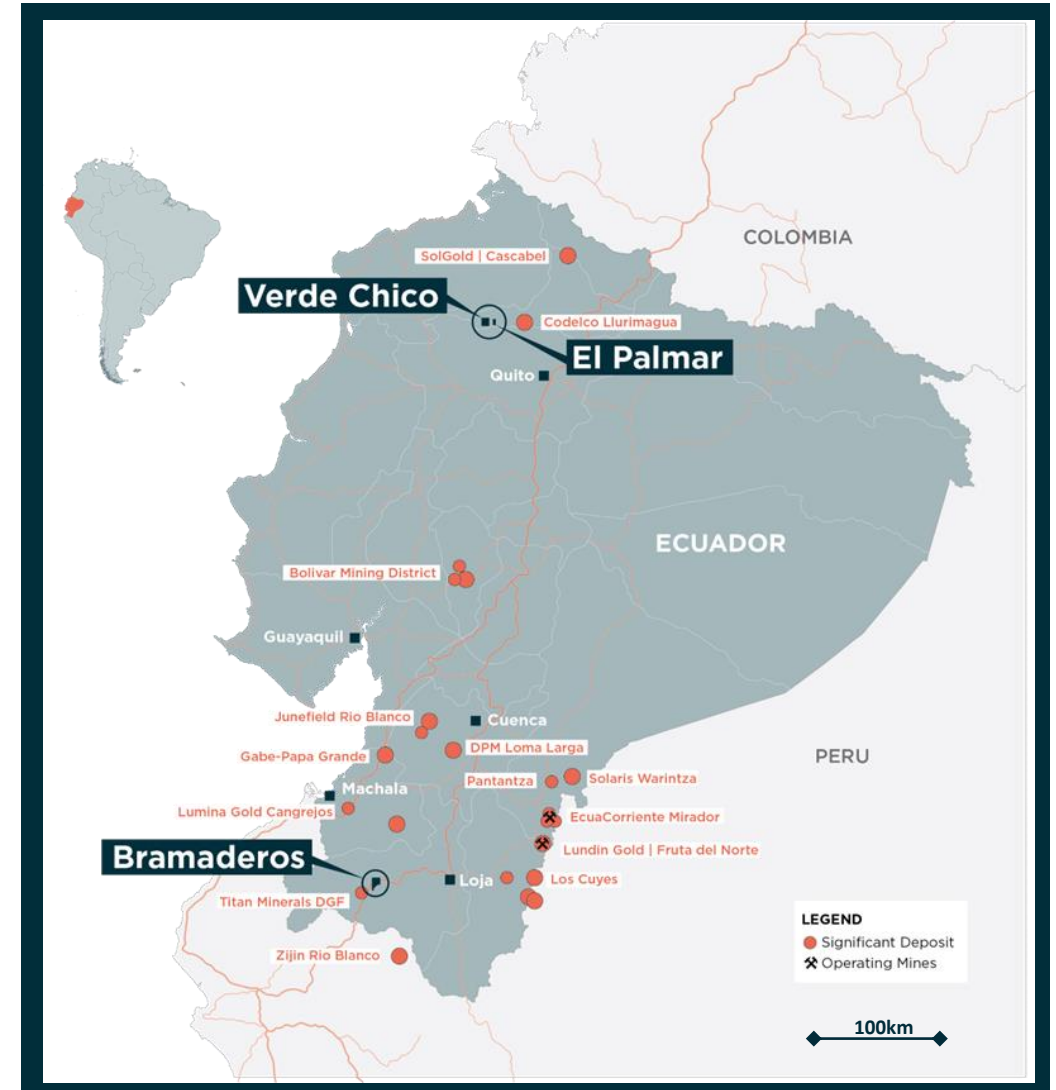 COLOMBIA
SolGold | Cascabel
Verde Chico
Codelco Llurimagua
El Palmar
Quito
ECUADOR
Bolivar Mining District
Guayaquil
Junefield Rio Blanco
Cuenca
DPM Loma Larga
Gabe-Papa Grande
PERU
Pantantza
Solaris Warintza
Machala
Lumina Gold Cangrejos
EcuaCorriente Mirador
Lundin Gold | Fruta del Norte
Bramaderos
Loja
Los Cuyes
Titan Minerals DGF
LEGEND
Significant Deposit
Operating Mines
Zijin Rio Blanco
100km